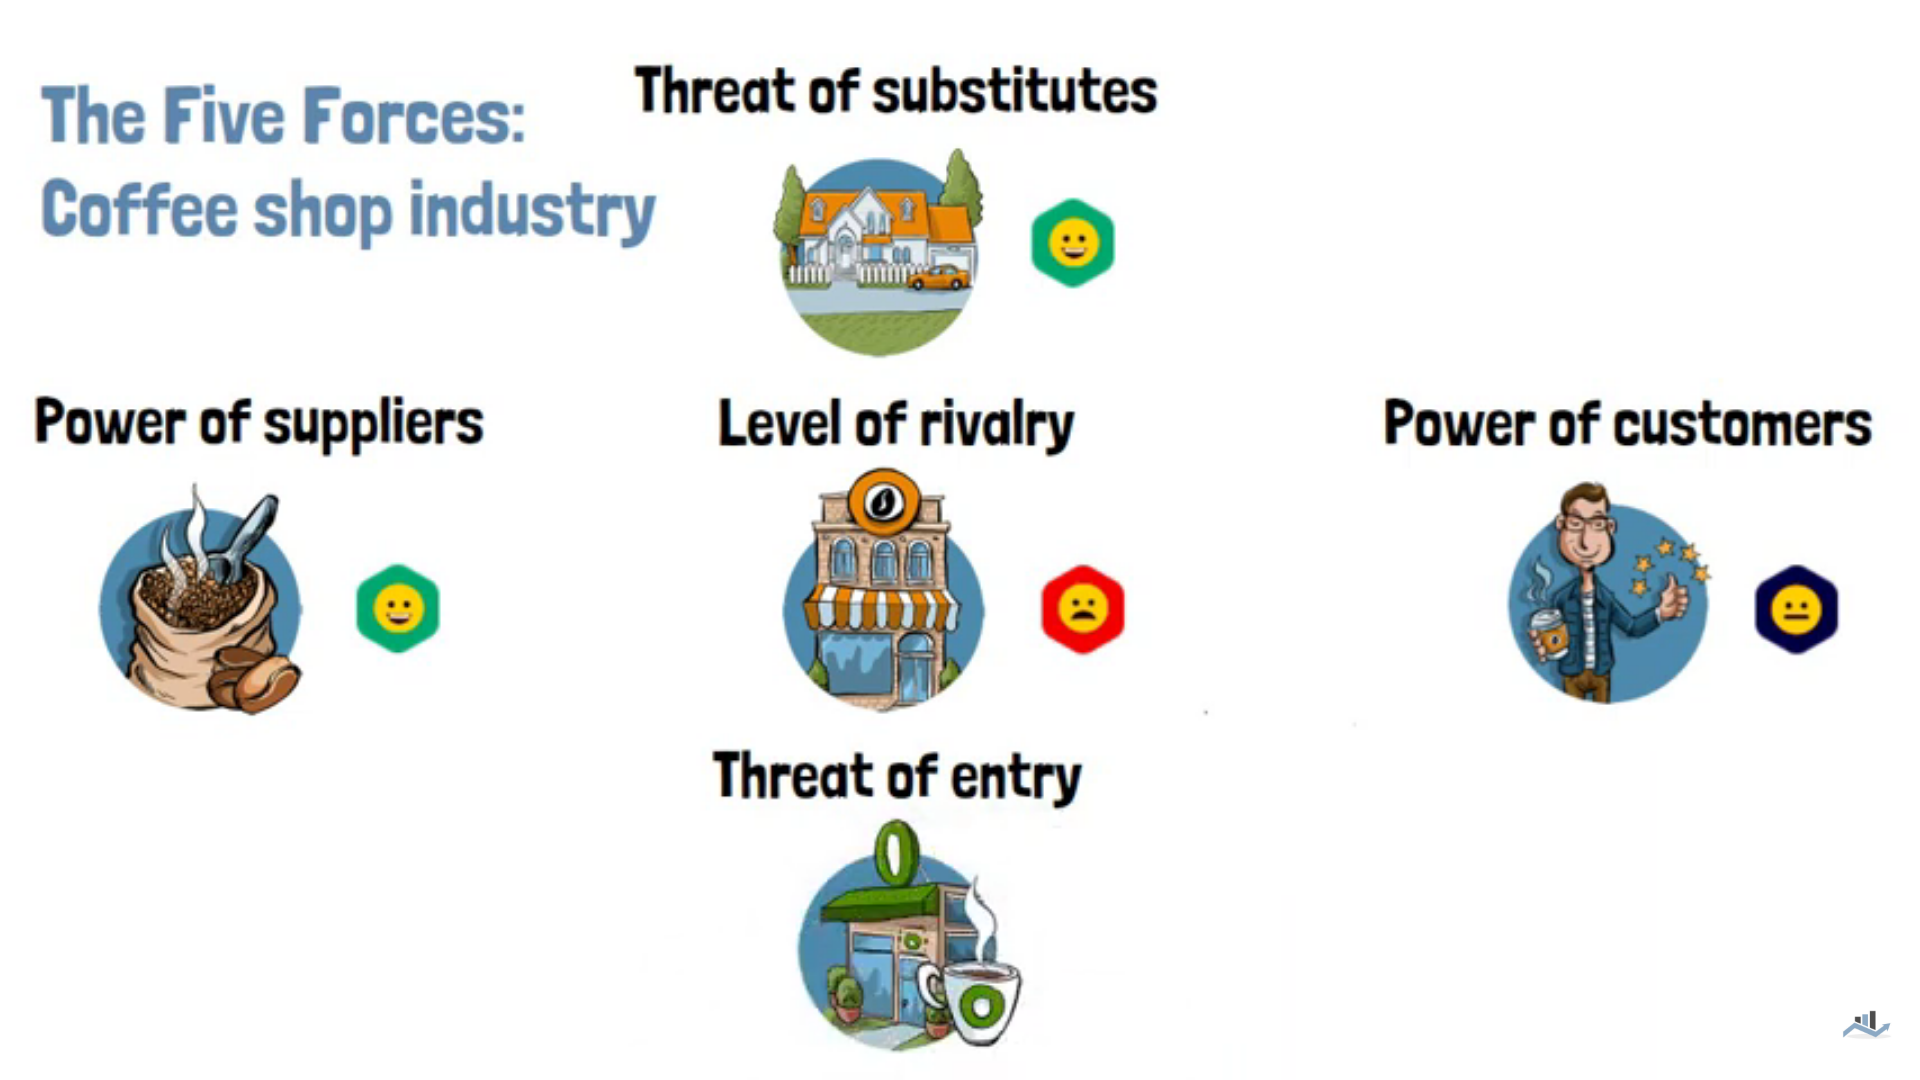 The Five Forces:
Coffee shop industry
Threat of substitutes
Power of suppliers
Level of rivalry
Power of customers
Threat of entry